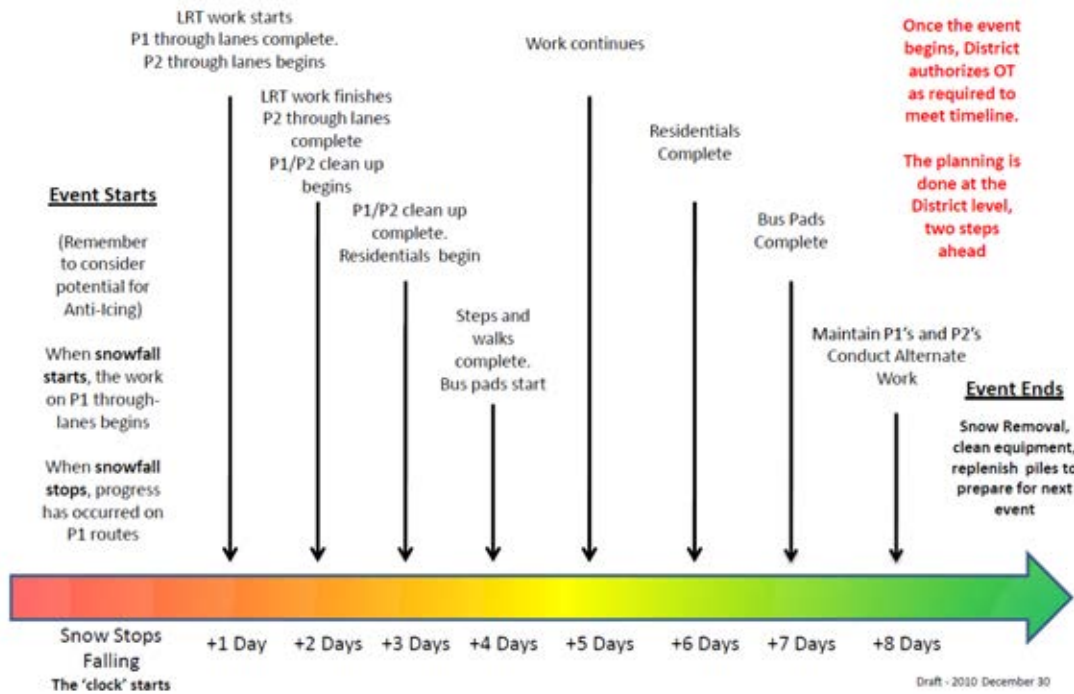 LRT work starts
P1 through lanes complete.
P2 through lanes begins
LRT work finishes
P2 through lanes
complete
P1/P2 clean up
begins
P1/P2 clean up
complete.
Residentials begin
Steps and
walks
complete.
Bus pads start
Work continues
Residentials
Complete
Bus Pads
Complete
Maintain P1's and P2's
Conduct Alternate
Work
Once the event
begins, District
authorizes OT
as required to
meet timeline.
The planning is
done at the
District level,
two steps
ahead
Event Starts
(Remember
to consider
potential for
Anti-Icing)
When snowfall
starts, the work
on P1 through-
lanes begins
When snowfall
stops, progress
has occurred on
P1 routes
Event Ends
Snow Removal,
clean equipment,
replenish piles to
prepare for next
event
Snow Stops
Falling
The 'clock' starts
+1 Day
+2 Days
+3 Days
+4 Days
+5 Days
+6 Days
+7 Days
+8 Days
Draft - 2010 December 30